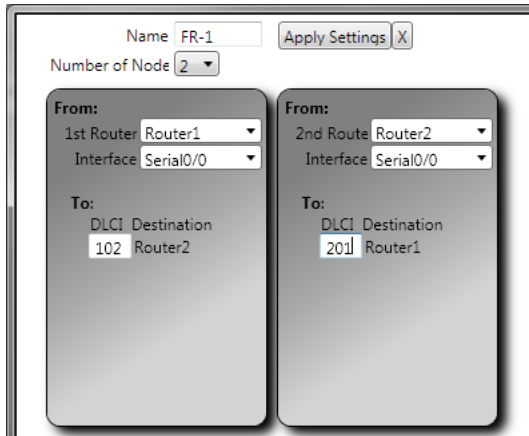 Name FR-1 Apply Settings X
Number of Node 2
From:
1st Router Router1
Interface Serial0/0
To:
DLCI Destination
102 Router2
From:
2nd Route Router2
Interface Serial0/0
To:
DLCI Destination
201 Router1